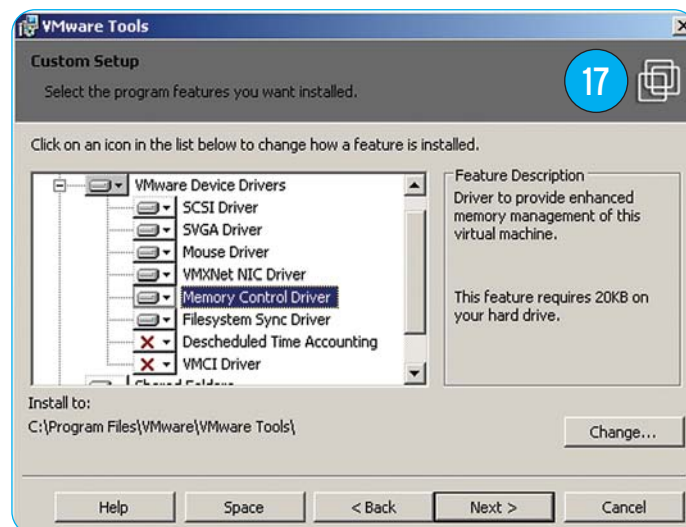 VMware Tools
Custom Setup
Select the program features you want installed.
17
Click on an icon in the list below to change how a feature is installed.
VMware Device Drivers
SCSI Driver
SVGA Driver
Mouse Driver
VMXNet NIC Driver
Memory Control Driver
Filesystem Sync Driver
Descheduled Time Accounting
VMCI Driver
Shared Folders
Feature Description
Driver to provide enhanced
memory management of this
virtual machine.
This feature requires 20KB on
your hard drive.
Install to:
C:\Program Files\VMware\VMware Tools\
Change...
Help
Space
< Back
Next >
Cancel